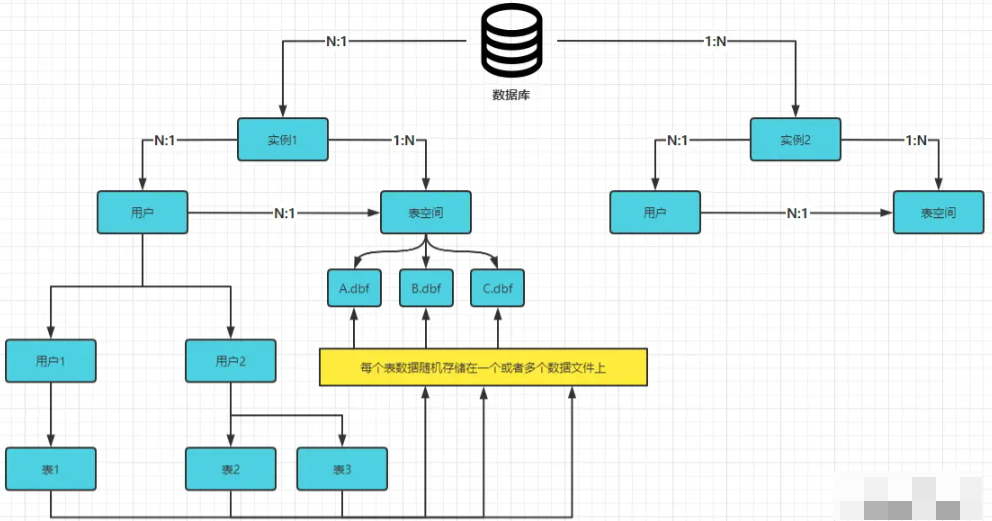 N:1
1:N
数据库
实例1
实例2
N:1
1:N
N:1
1:N
用户
N:1
表空间
用户
N:1
表空间
A.dbf
B.dbf
C.dbf
用户1
用户2
每个表数据随机存储在一个或者多个数据文件上
表1
表2
表3